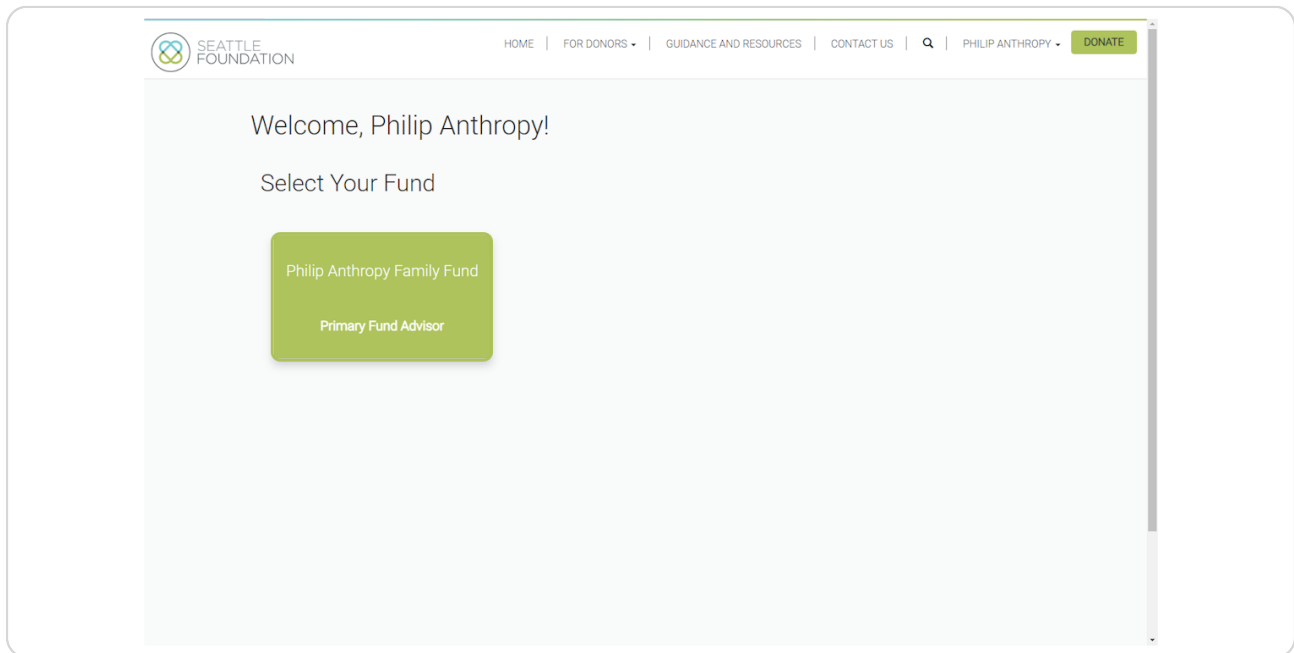 SEATTLE
FOUNDATION
HOME
FOR DONORS
GUIDANCE AND RESOURCES
CONTACT US
PHILIP ANTHROPY
DONATE
Welcome, Philip Anthropy!
Select Your Fund
Philip Anthropy Family Fund
Primary Fund Advisor